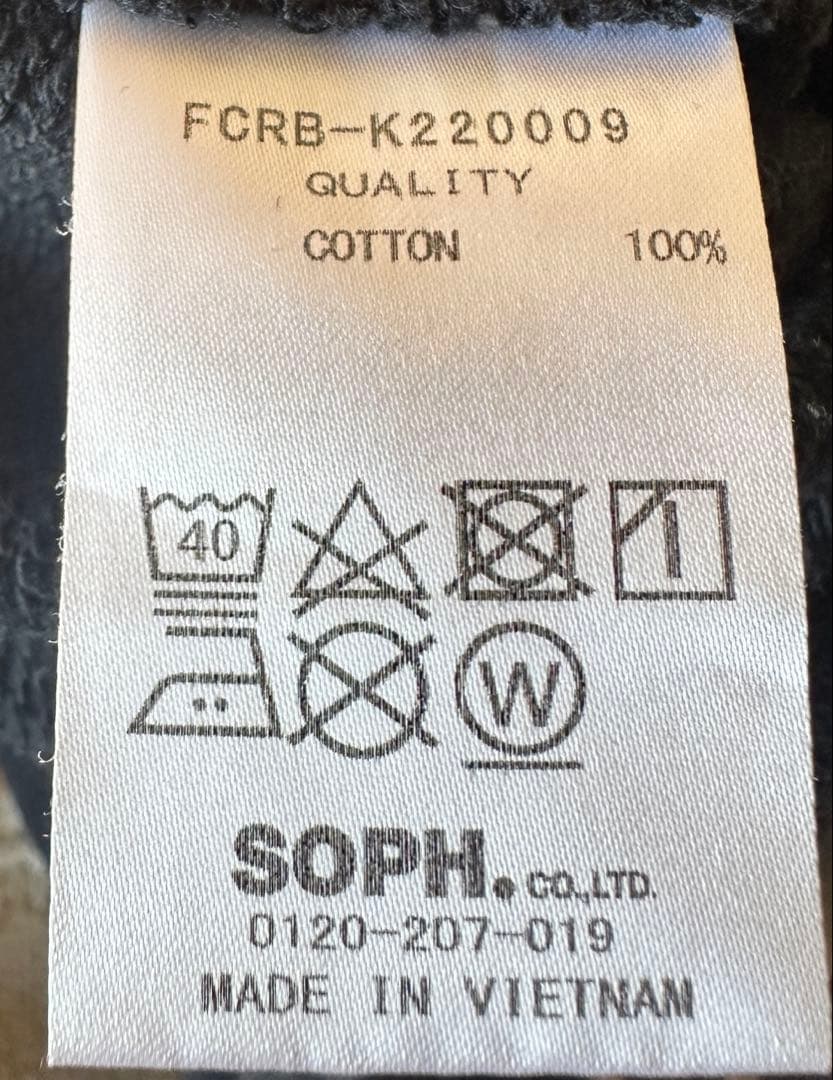 FCRB-K220009
QUALITY
COTTON 100%
40
W
SOPH. CO.,LTD.
0120-207-019
MADE IN VIETNAM